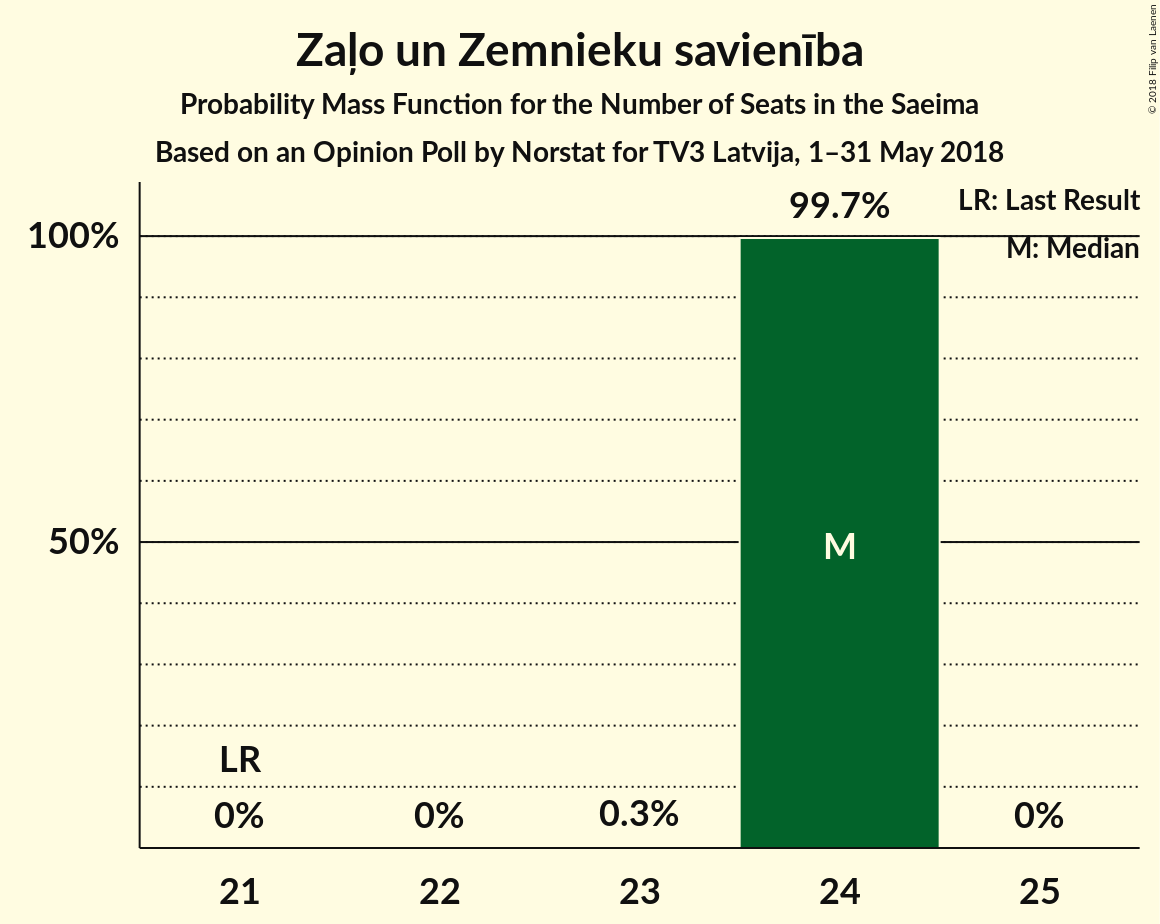 Zaļo un Zemnieku savienība
Probability Mass Function for the Number of Seats in the Saeima
Based on an Opinion Poll by Norstat for TV3 Latvija, 1–31 May 2018
© 2018 Filip van Laenen
LR: Last Result
M: Median
99.7%
100%
50%
M
LR
0%
0%
0.3%
0%
21
22
23
24
25